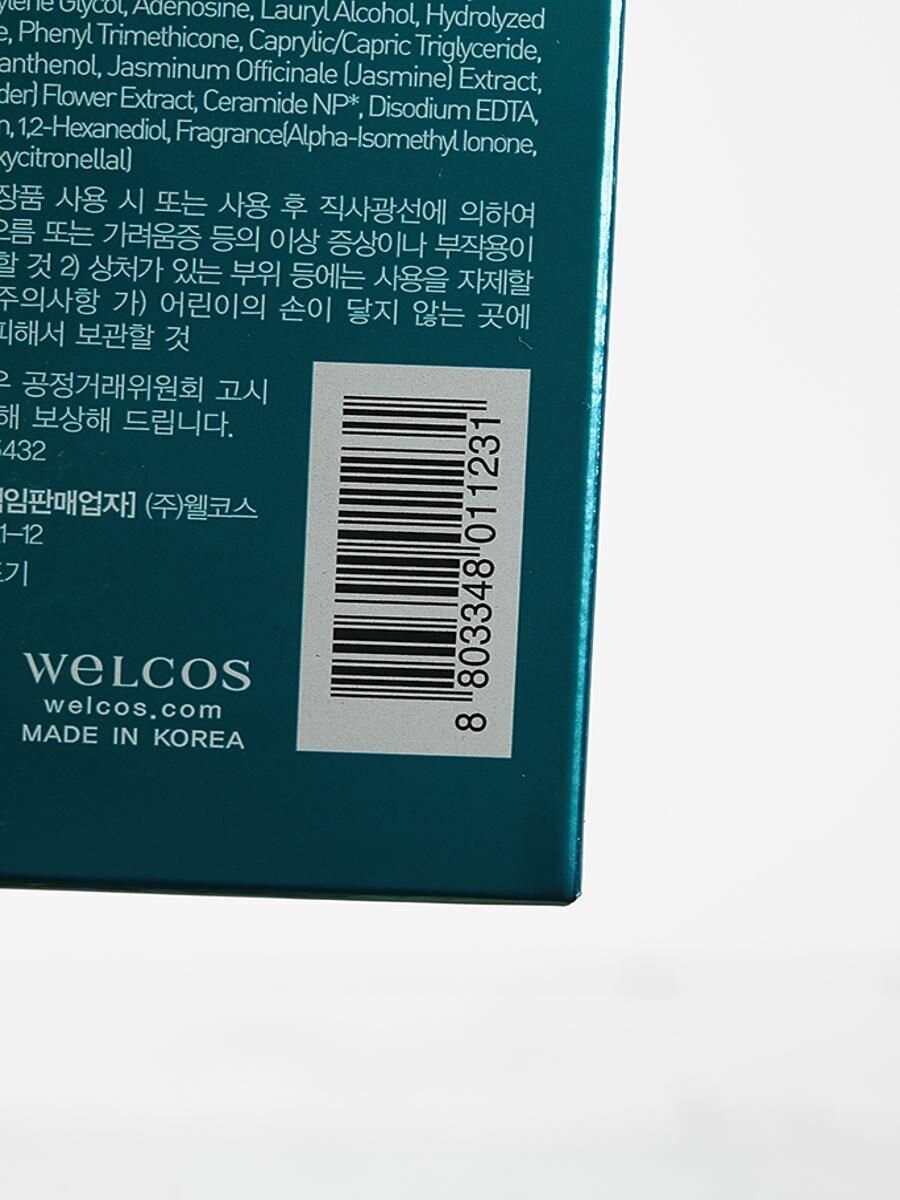 Glycol, Adenosine, Lauryl Alcohol, Hydrolyzed
Phenyl Trimethicone, Caprylic/Capric Triglyceride,
anthenol, Jasminum Officinale (Jasmine) Extract,
der) Flower Extract, Ceramide NP*, Disodium EDTA,
n, 1,2-Hexanediol, Fragrance(Alpha-Isomethyl Ionone,
xycitronellal)
장품 사용 시 또는 사용 후 직사광선에 의하여
오름 또는 가려움증 등의 이상 증상이나 부작용이
할 것 2) 상처가 있는 부위 등에는 사용을 자제할
주의사항 가) 어린이의 손이 닿지 않는 곳에
피해서 보관할 것
우 공정거래위원회 고시
해 보상해 드립니다.
5432
임판매업자] (주)웰코스
1-12
표기
WELCOS
welcos.com
MADE IN KOREA
8 803348 011231